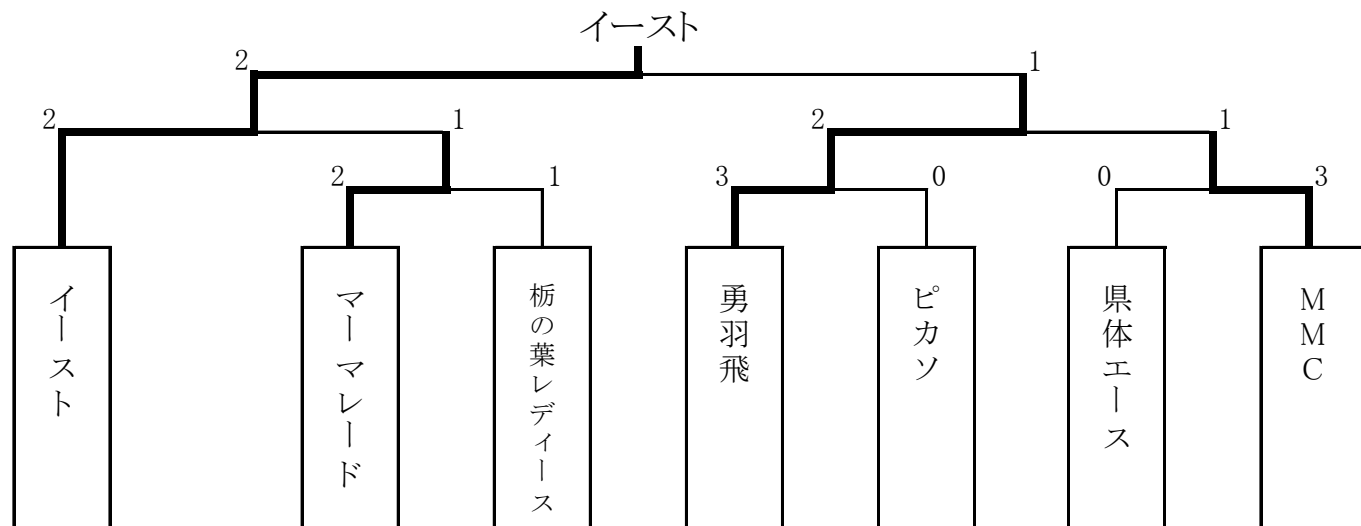 イースト
2 1
2 1 2 1
2 1 3 0 0 3
イースト
マーマレード
栃の葉レディース
勇羽飛
ピカソ
県体エース
MMC